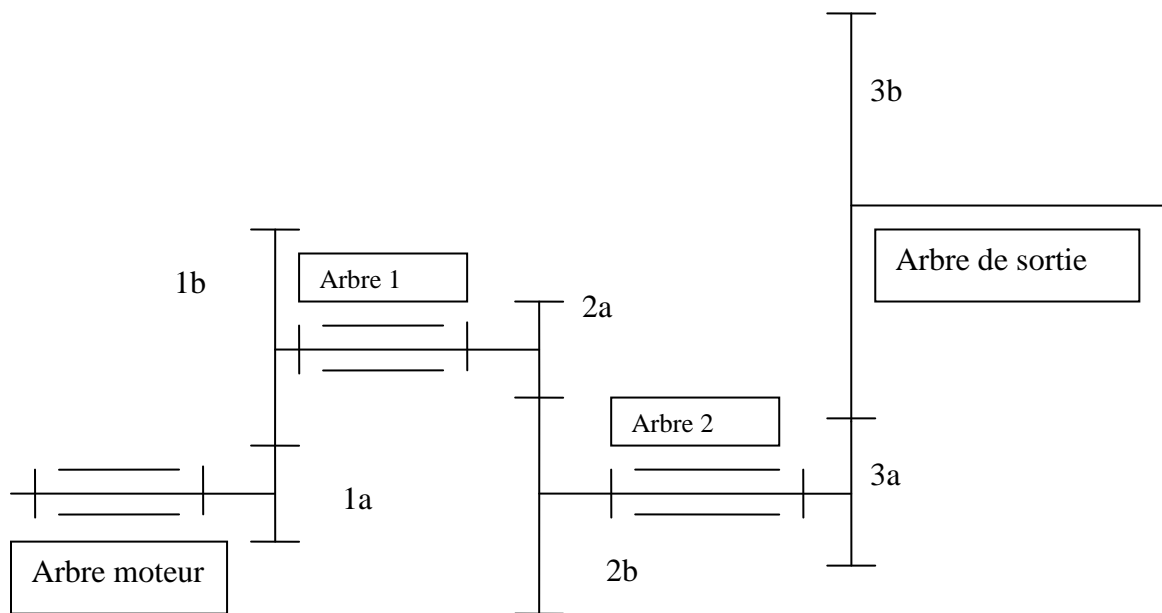 3b
Arbre de sortie
1b
Arbre 1
2a
Arbre 2
3a
1a
Arbre moteur
2b